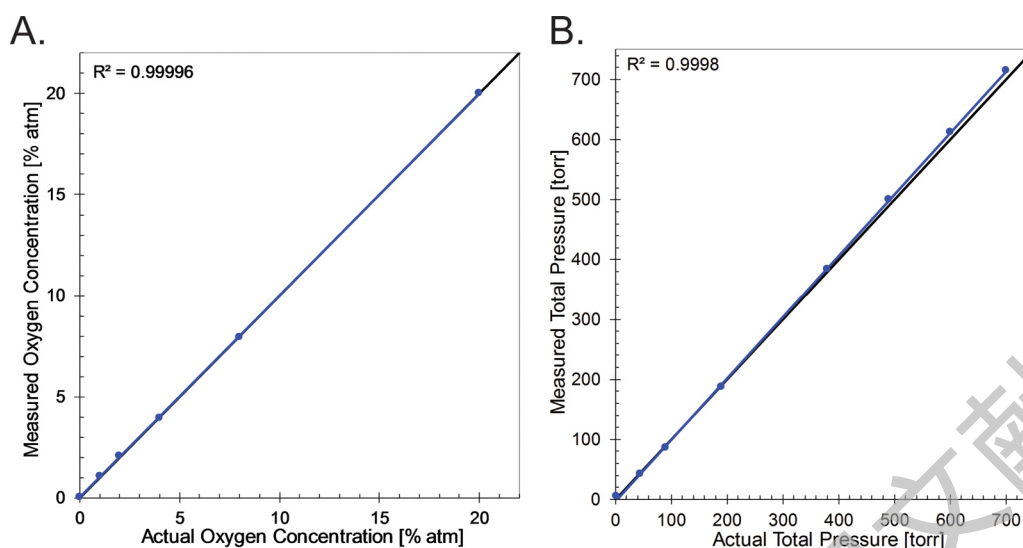 A.
R² = 0.99996
Measured Oxygen Concentration [% atm]
20
15
10
5
0
0 5 10 15 20
Actual Oxygen Concentration [% atm]
B.
R² = 0.9998
Measured Total Pressure [torr]
700
600
500
400
300
200
100
0
0 100 200 300 400 500 600 700
Actual Total Pressure [torr]
文献